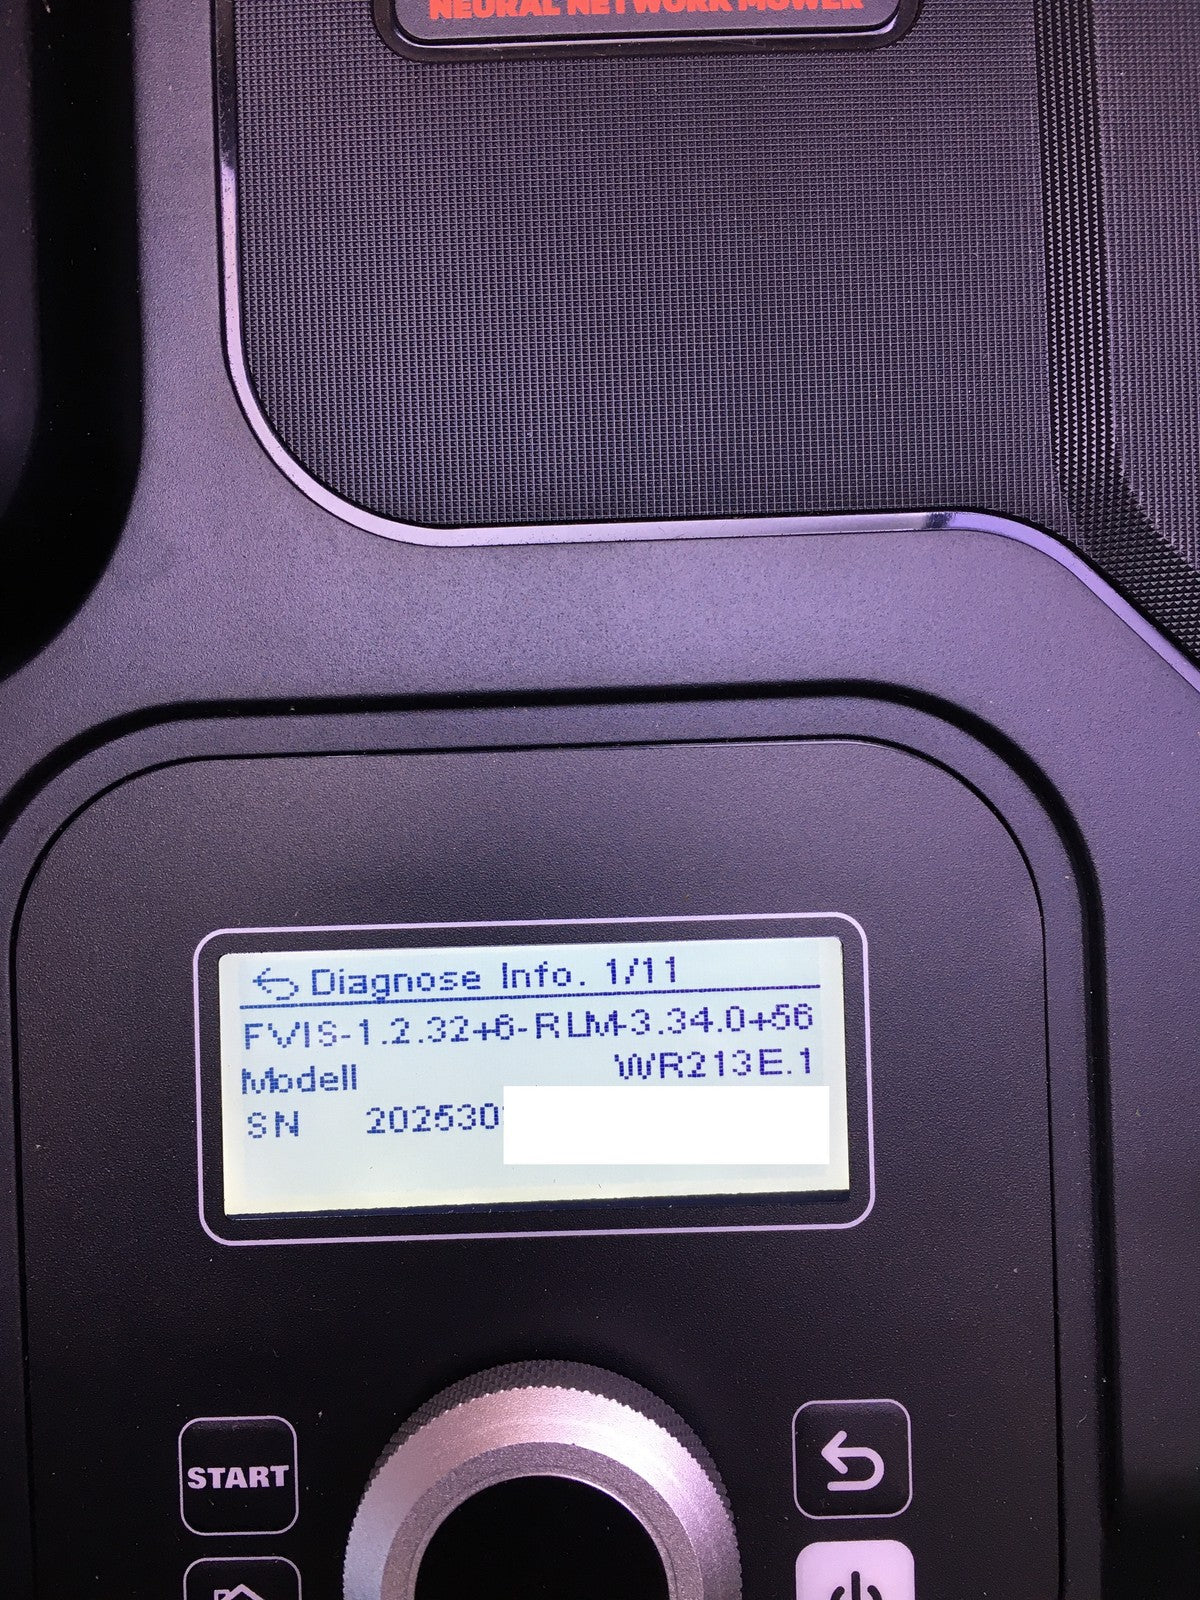 NEURAL NETWORK MOWER
Diagnose Info. 1/11
FVIS-1.2.32+6-RLM-3.34.0+56
Modell WR213E.1
SN 202530
START